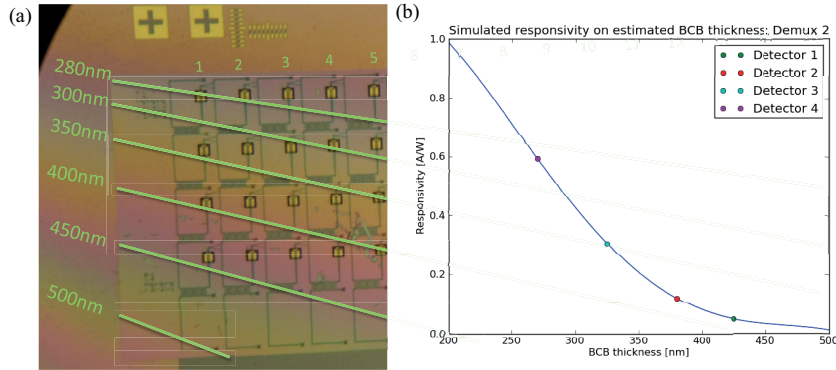 (a)
1 2 3 4 5
280nm
300nm
350nm
400nm
450nm
500nm
(b)
Simulated responsivity on estimated BCB thickness: Demux 2
1.0
0.8
0.6
0.4
0.2
0.0
Responsivity [A/W]
Detector 1
Detector 2
Detector 3
Detector 4
200 250 300 350 400 450 500
BCB thickness [nm]